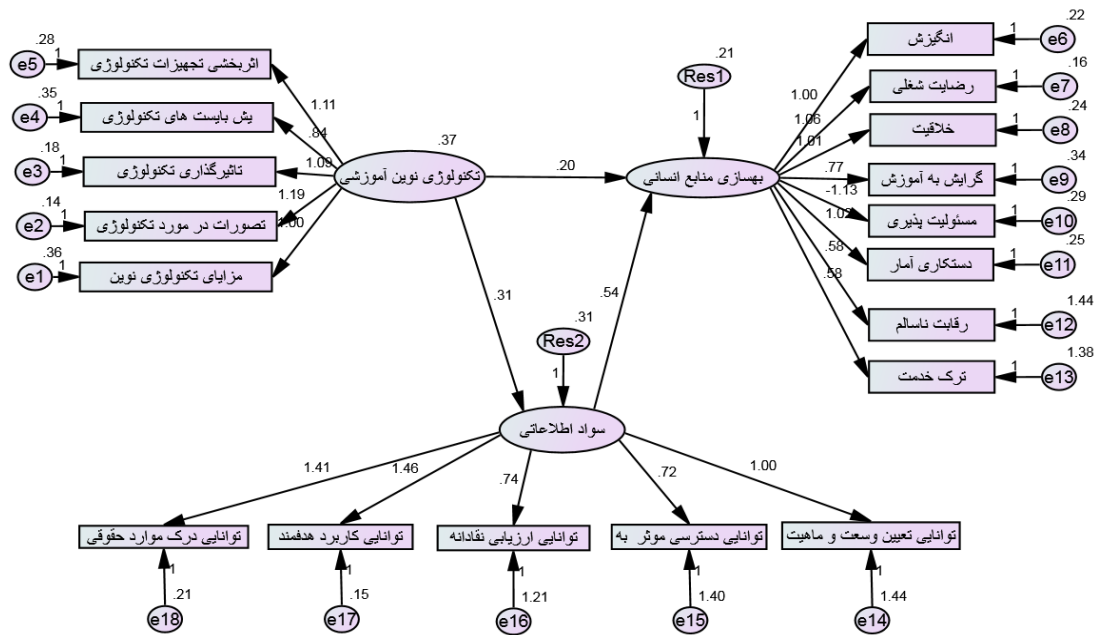 .28
1
e5
اثربخشی تجهیزات تکنولوژی
.35
1
e4
یش بایست های تکنولوژی
.18
1
e3
تاثیرگذاری تکنولوژی
.14
1
e2
تصورات در مورد تکنولوژی
.36
1
e1
مزایای تکنولوژی نوین
1.11
.84
1.09
1.19
1.00
.37
تکنولوژی نوین آموزشی
.20
.31
.21
Res1
1
بهسازی منابع انسانی
.54
1.00
1.06
1.01
.77
-1.13
1.02
.58
.58
انگیزش
1
.22
e6
رضایت شغلی
1
.16
e7
خلاقیت
1
.24
e8
گرایش به آموزش
1
.34
e9
مسئولیت پذیری
1
.29
e10
دستکاری آمار
1
.25
e11
رقابت ناسالم
1
1.44
e12
ترک خدمت
1
1.38
e13
.31
Res2
1
سواد اطلاعاتی
1.41
1.46
.74
.72
1.00
توانایی درک موارد حقوقی
توانایی کاربرد هدفمند
توانایی ارزیابی نقادانه
توانایی دسترسی موثر به
توانایی تعیین وسعت و ماهیت
1
1
1
1
1
.21
.15
1.21
1.40
1.44
e18
e17
e16
e15
e14